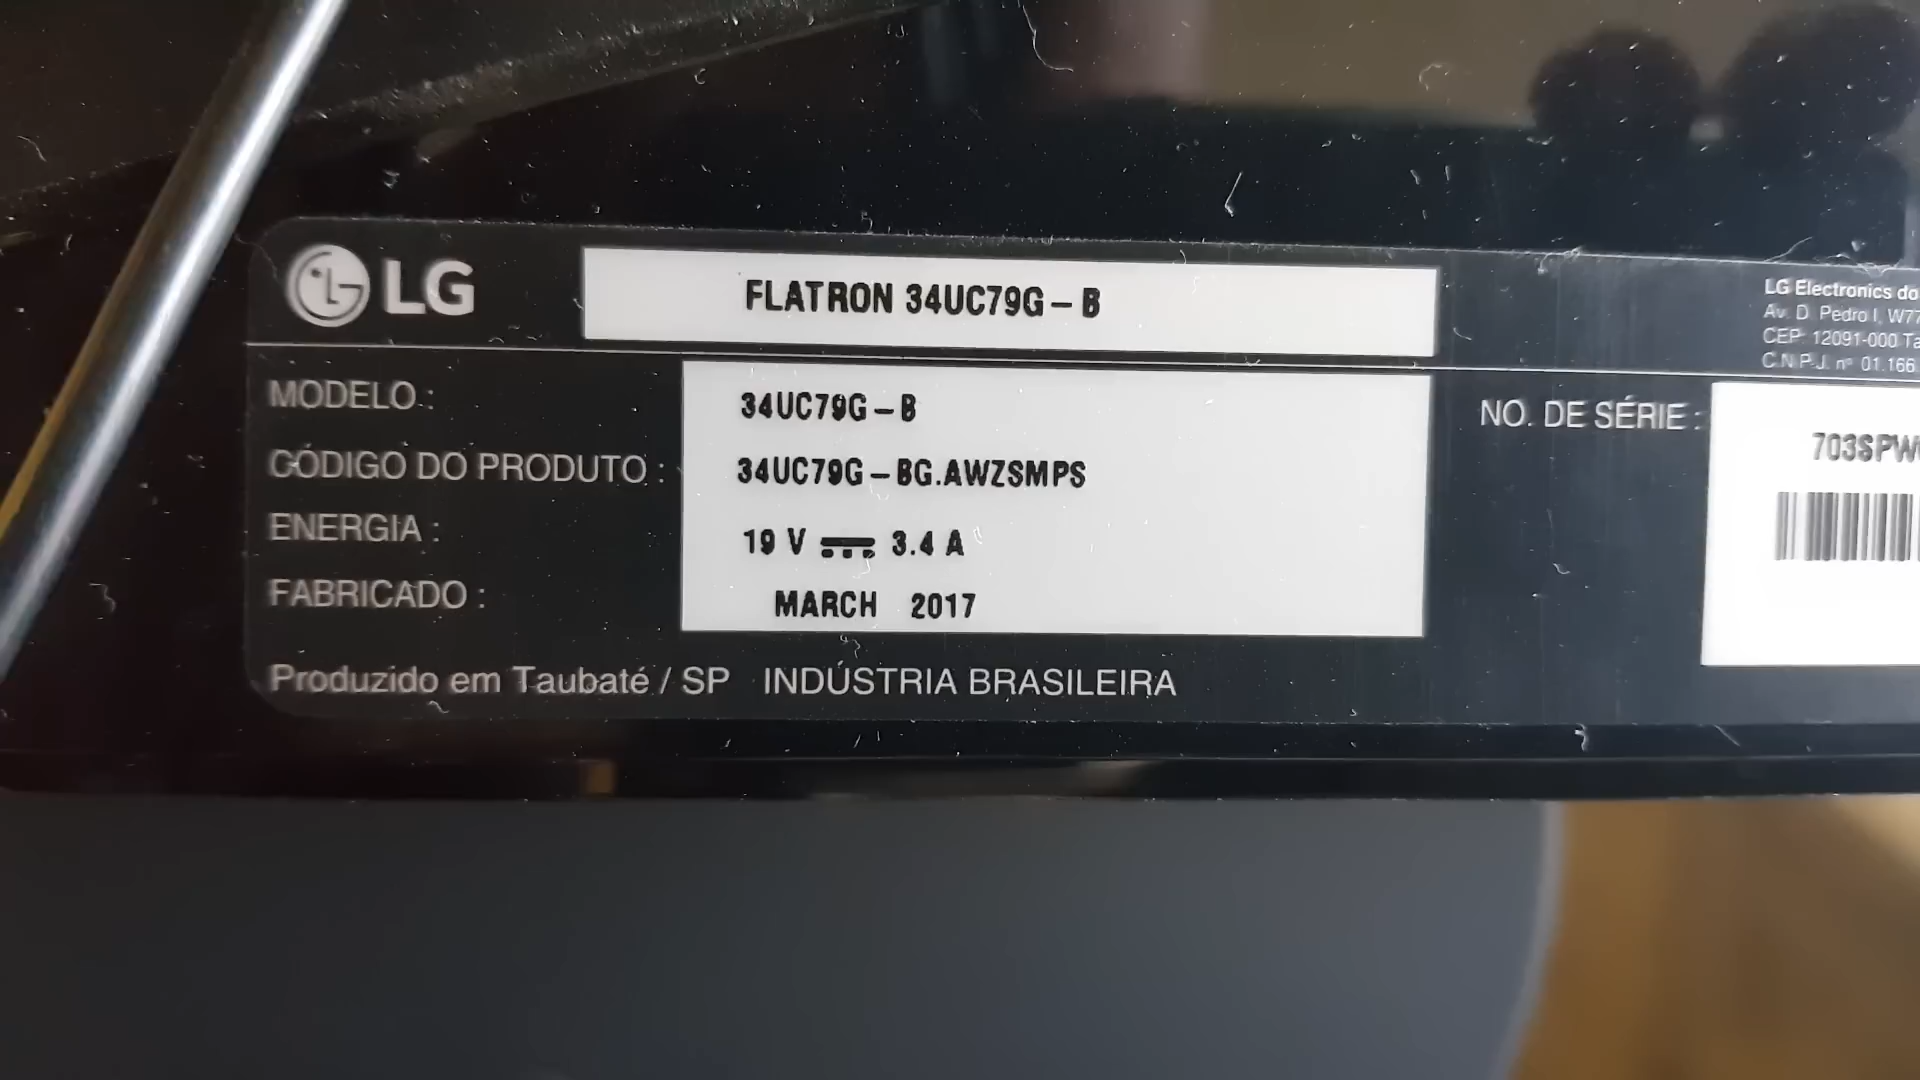 LG
FLATRON 34UC79G-B
LG Electronics do
Av. D. Pedro I, W77
CEP: 12091-000 Ta
C.N.P.J. nº 01.166
MODELO : 34UC79G-B
CÓDIGO DO PRODUTO : 34UC79G-BG.AWZSMPS
ENERGIA : 19 V ⎓ 3.4 A
FABRICADO : MARCH 2017
NO. DE SÉRIE : 703SPW
Produzido em Taubaté / SP INDÚSTRIA BRASILEIRA